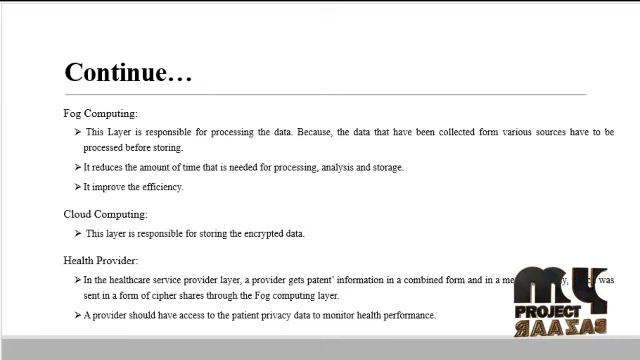 Continue…
Fog Computing:
➤ This Layer is responsible for processing the data. Because, the data that have been collected form various sources have to be
processed before storing.
➤ It reduces the amount of time that is needed for processing, analysis and storage.
➤ It improve the efficiency.
Cloud Computing:
➤ This layer is responsible for storing the encrypted data.
Health Provider:
➤ In the healthcare service provider layer, a provider gets patent’ information in a combined form and in a was
sent in a form of cipher shares through the Fog computing layer.
➤ A provider should have access to the patient privacy data to monitor health performance.
my
PROJECT
BAZAAR